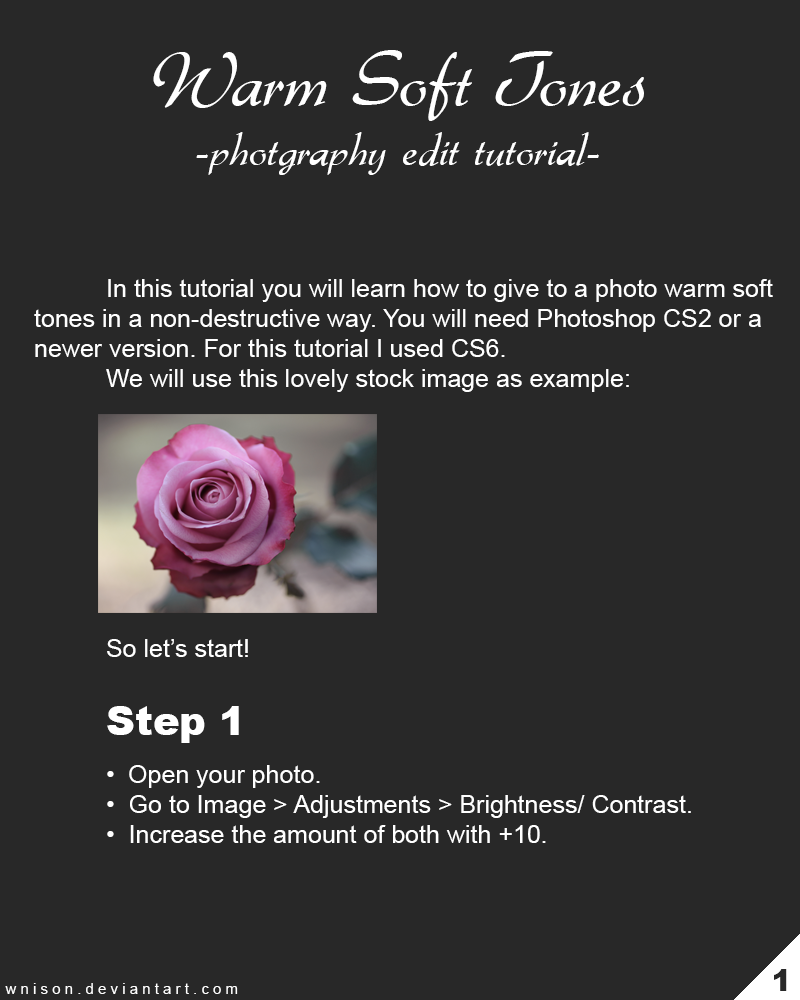 Warm Soft Tones
-photgraphy edit tutorial-
In this tutorial you will learn how to give to a photo warm soft
tones in a non-destructive way. You will need Photoshop CS2 or a
newer version. For this tutorial I used CS6.
We will use this lovely stock image as example:
So let’s start!
Step 1
• Open your photo.
• Go to Image > Adjustments > Brightness/ Contrast.
• Increase the amount of both with +10.
wnison.deviantart.com
1